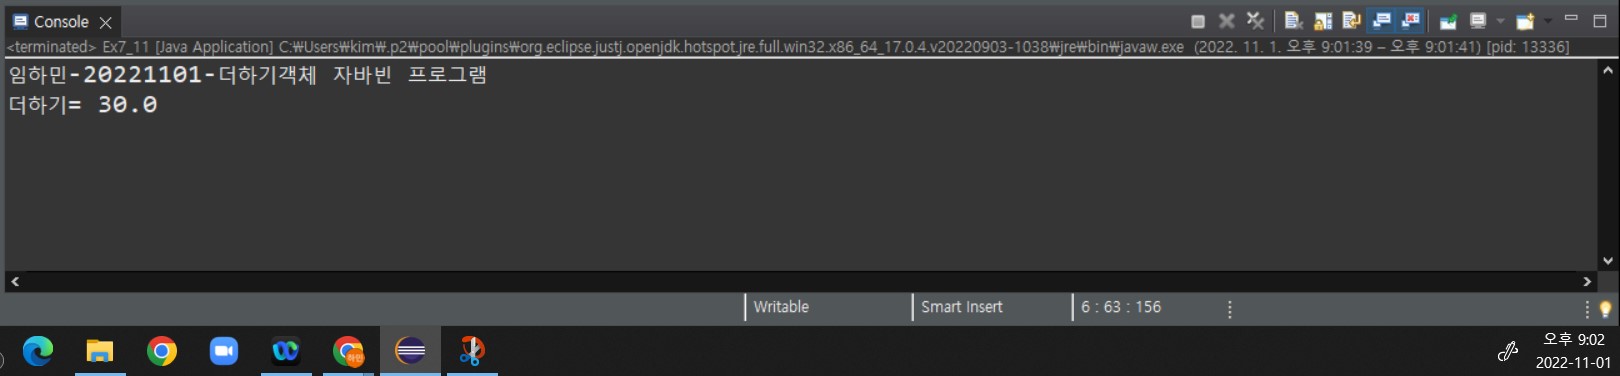 Console
<terminated> Ex7_11 [Java Application] C:₩Users₩kim₩.p2₩pool₩plugins₩org.eclipse.justj.openjdk.hotspot.jre.full.win32.x86_64_17.0.4.v20220903-1038₩jre₩bin₩javaw.exe (2022. 11. 1. 오후 9:01:39 – 오후 9:01:41) [pid: 13336]
임하민-20221101-더하기객체 자바빈 프로그램
더하기= 30.0
Writable
Smart Insert
6 : 63 : 156
하민
오후 9:02
2022-11-01